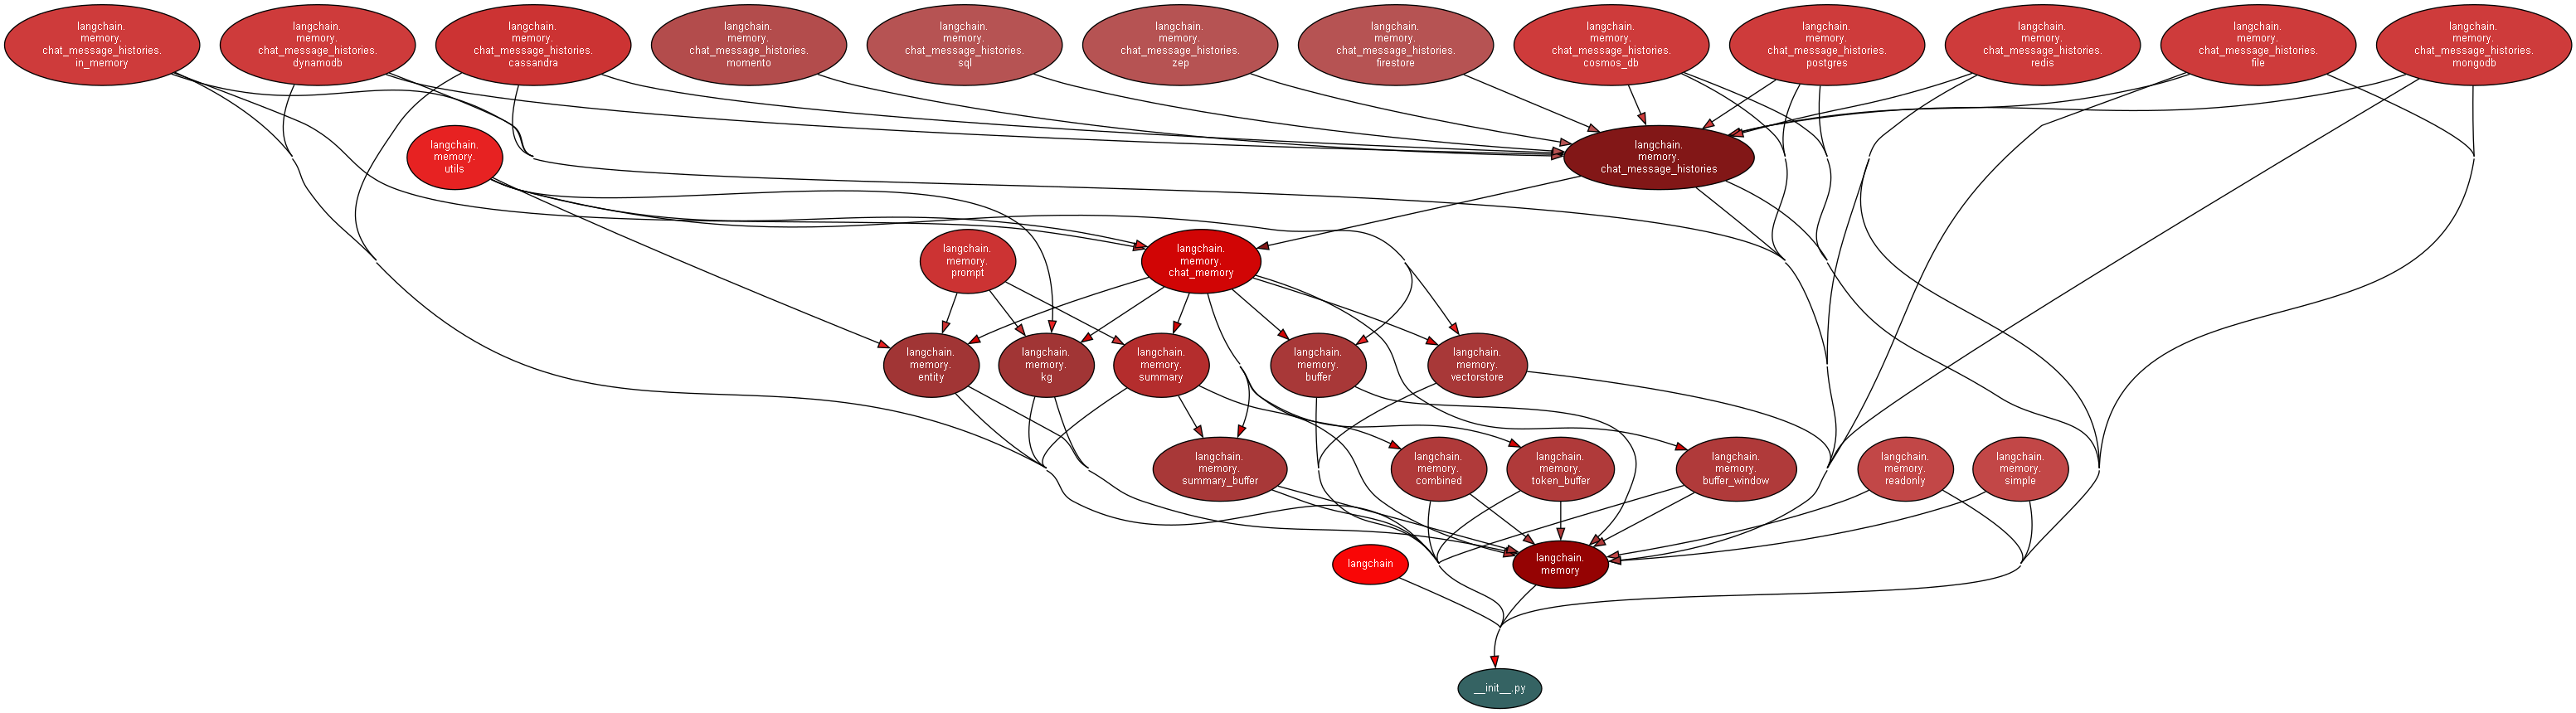 langchain.
memory.
chat_message_histories.
in_memory
langchain.
memory.
chat_message_histories.
dynamodb
langchain.
memory.
chat_message_histories.
cassandra
langchain.
memory.
chat_message_histories.
momento
langchain.
memory.
chat_message_histories.
sql
langchain.
memory.
chat_message_histories.
zep
langchain.
memory.
chat_message_histories.
firestore
langchain.
memory.
chat_message_histories.
cosmos_db
langchain.
memory.
chat_message_histories.
postgres
langchain.
memory.
chat_message_histories.
redis
langchain.
memory.
chat_message_histories.
file
langchain.
memory.
chat_message_histories.
mongodb
langchain.
memory.
utils
langchain.
memory.
chat_message_histories
langchain.
memory.
prompt
langchain.
memory.
chat_memory
langchain.
memory.
entity
langchain.
memory.
kg
langchain.
memory.
summary
langchain.
memory.
buffer
langchain.
memory.
vectorstore
langchain.
memory.
summary_buffer
langchain.
memory.
combined
langchain.
memory.
token_buffer
langchain.
memory.
buffer_window
langchain.
memory.
readonly
langchain.
memory.
simple
langchain
langchain.
memory
__init__.py